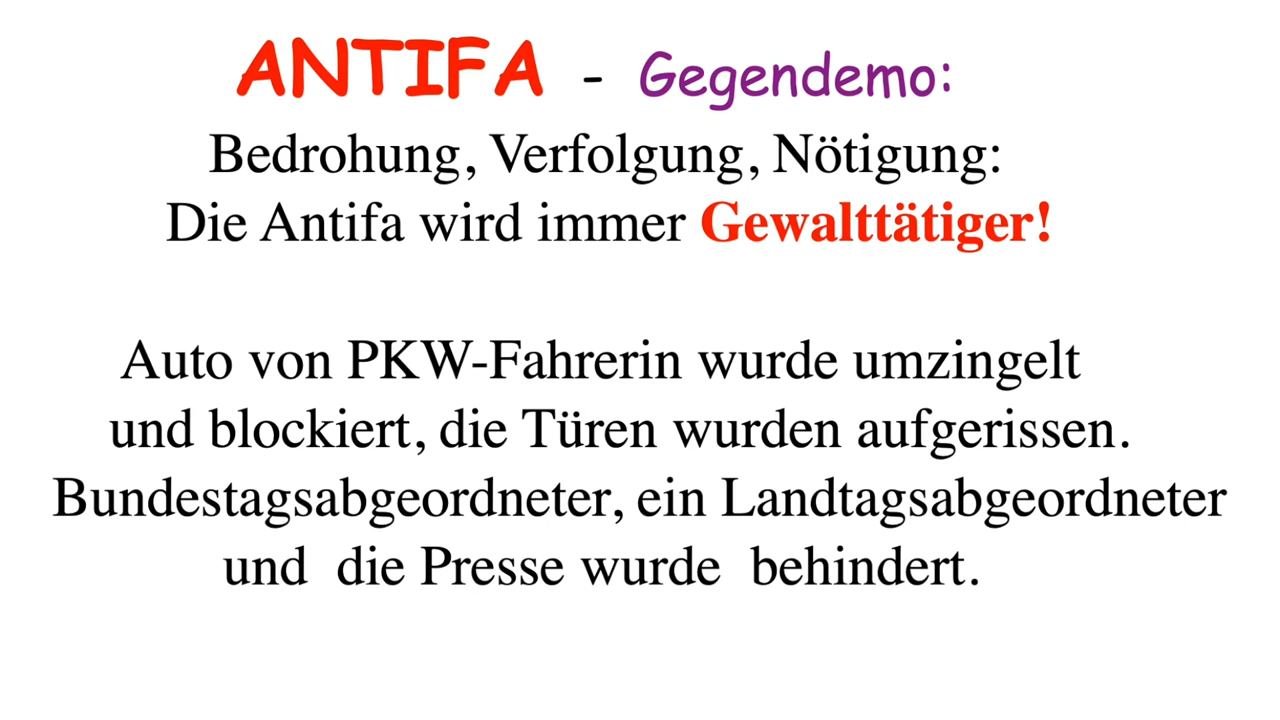 ANTIFA - Gegendemo:
Bedrohung, Verfolgung, Nötigung:
Die Antifa wird immer Gewalttätiger!
Auto von PKW-Fahrerin wurde umzingelt
und blockiert, die Türen wurden aufgerissen.
Bundestagsabgeordneter, ein Landtagsabgeordneter
und die Presse wurde behindert.